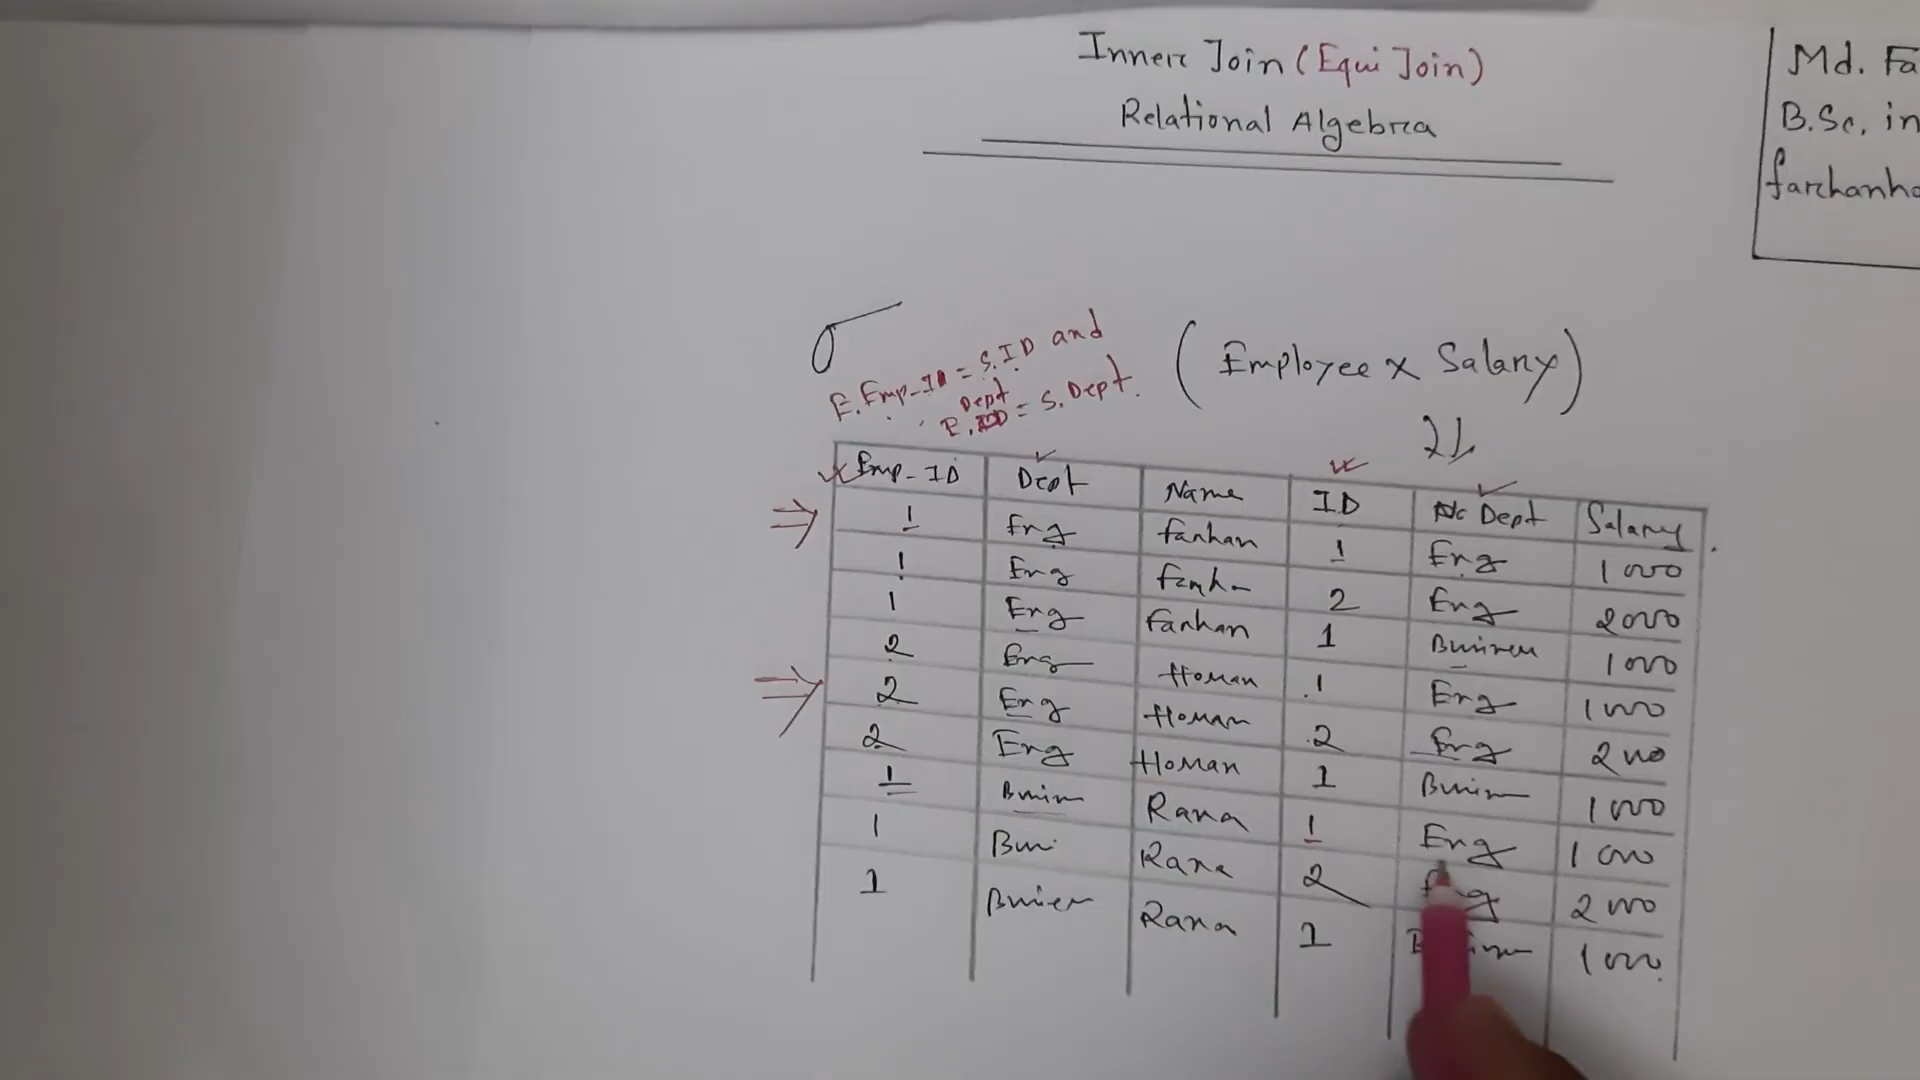 Inner Join (Equi Join)
Relational Algebra
Md. Fa
B.Sc. in
farhanho
σ
E.Emp-ID = S.ID and
Dept
E. = S.Dept.
(Employee x Salary)
Emp-ID Dept Name ID Dept Salary
1 Eng Farhan 1 Eng 1000
1 Eng Farhan 2 Eng 2000
1 Eng Farhan 1 Business 1000
2 Eng Homan 1 Eng 1000
2 Eng Homan 2 Eng 2000
2 Eng Homan 1 Busin 1000
1 Busin Rana 1 Eng 1000
1 Busi Rana 2 Eng 2000
1 Busines Rana 1 1000